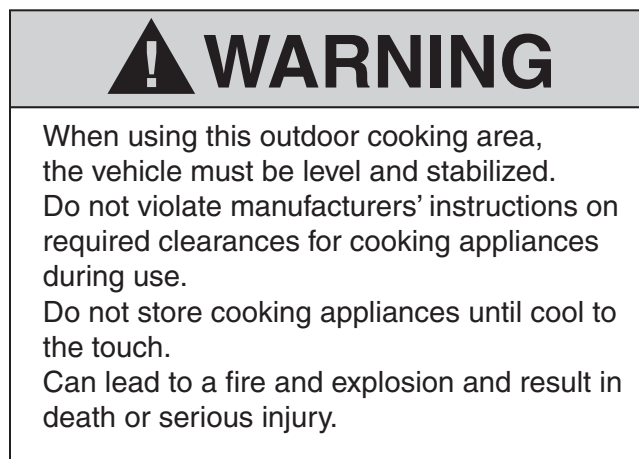 WARNING
When using this outdoor cooking area,
the vehicle must be level and stabilized.
Do not violate manufacturers’ instructions on
required clearances for cooking appliances
during use.
Do not store cooking appliances until cool to
the touch.
Can lead to a fire and explosion and result in
death or serious injury.